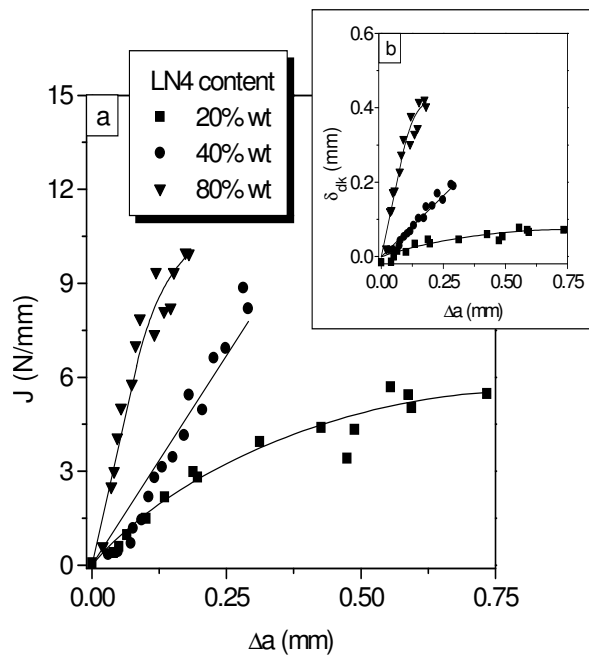 b
0.6
0.4
0.2
0.0
δdk (mm)
0.00 0.25 0.50 0.75
Δa (mm)
LN4 content
20% wt
40% wt
80% wt
a
15
12
9
6
3
0
J (N/mm)
0.00 0.25 0.50 0.75
Δa (mm)